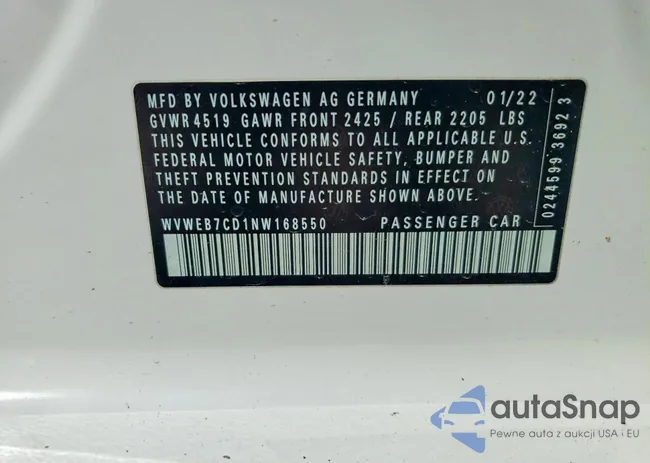 MFD BY VOLKSWAGEN AG GERMANY 01/22
GVWR 4519 GAWR FRONT 2425 / REAR 2205 LBS
THIS VEHICLE CONFORMS TO ALL APPLICABLE U.S.
FEDERAL MOTOR VEHICLE SAFETY, BUMPER AND
THEFT PREVENTION STANDARDS IN EFFECT ON
THE DATE OF MANUFACTURE SHOWN ABOVE.
WVWEB7CD1NW168550 PASSENGER CAR
0244599 3692 3
autaSnap
Pewne auta z aukcji USA i EU